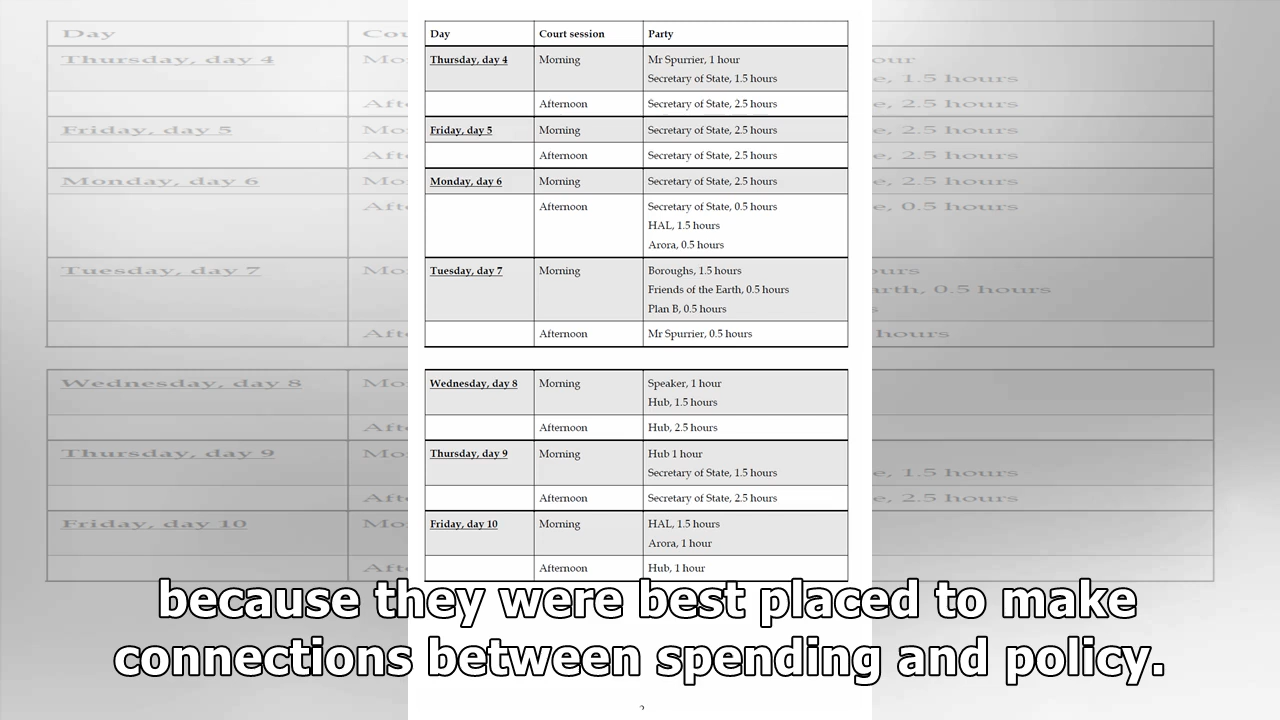 Day Court session Party
Thursday, day 4 Morning Mr Spurrier, 1 hour
Secretary of State, 1.5 hours
Afternoon Secretary of State, 2.5 hours
Friday, day 5 Morning Secretary of State, 2.5 hours
Afternoon Secretary of State, 2.5 hours
Monday, day 6 Morning Secretary of State, 2.5 hours
Afternoon Secretary of State, 0.5 hours
HAL, 1.5 hours
Arora, 0.5 hours
Tuesday, day 7 Morning Boroughs, 1.5 hours
Friends of the Earth, 0.5 hours
Plan B, 0.5 hours
Afternoon Mr Spurrier, 0.5 hours
Wednesday, day 8 Morning Speaker, 1 hour
Hub, 1.5 hours
Afternoon Hub, 2.5 hours
Thursday, day 9 Morning Hub 1 hour
Secretary of State, 1.5 hours
Afternoon Secretary of State, 2.5 hours
Friday, day 10 Morning HAL, 1.5 hours
Arora, 1 hour
Afternoon Hub, 1 hour
because they were best placed to make
connections between spending and policy.